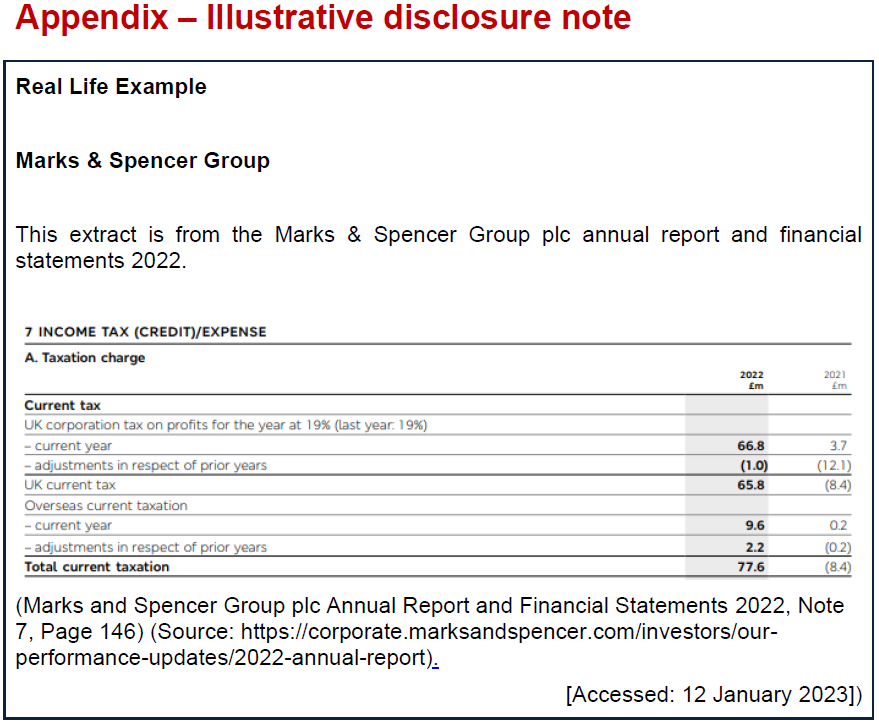 Appendix – Illustrative disclosure note
Real Life Example
Marks & Spencer Group
This extract is from the Marks & Spencer Group plc annual report and financial
statements 2022.
7 INCOME TAX (CREDIT)/EXPENSE
A. Taxation charge
2022 2021
£m £m
Current tax
UK corporation tax on profits for the year at 19% (last year: 19%)
– current year 66.8 3.7
– adjustments in respect of prior years (1.0) (12.1)
UK current tax 65.8 (8.4)
Overseas current taxation
– current year 9.6 0.2
– adjustments in respect of prior years 2.2 (0.2)
Total current taxation 77.6 (8.4)
(Marks and Spencer Group plc Annual Report and Financial Statements 2022, Note
7, Page 146) (Source: https://corporate.marksandspencer.com/investors/our-
performance-updates/2022-annual-report).
[Accessed: 12 January 2023])